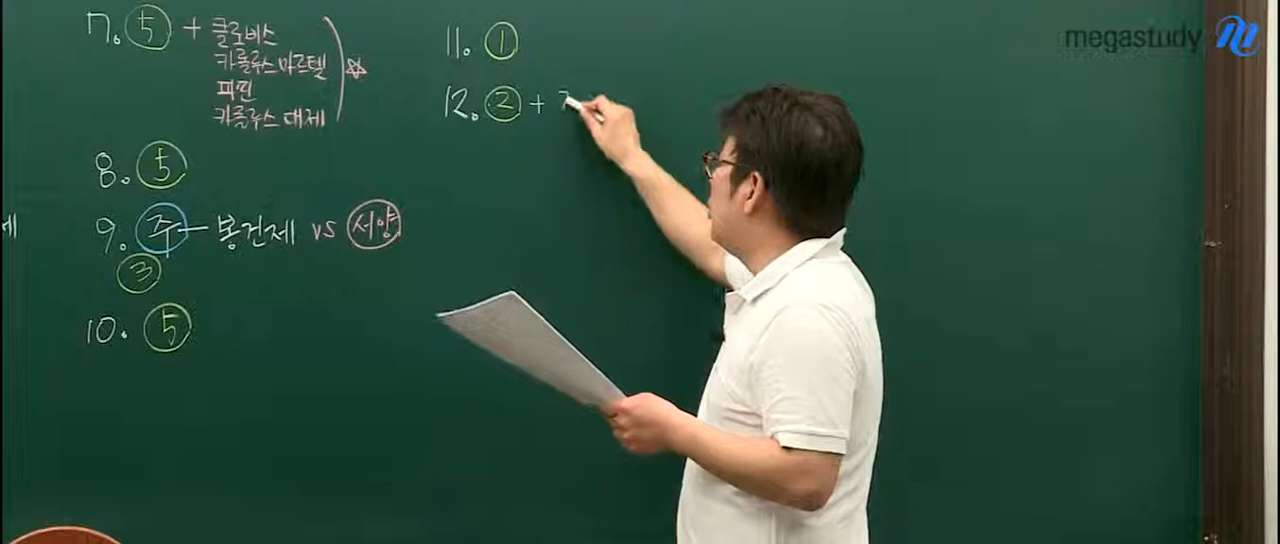 7. ⑤ + 클로비스
카롤루스 마르텔
피핀
카롤루스 대제
8. ⑤
9. 주 - 봉건제 vs 서양
③
10. ⑤
11. ①
12. ② +
megastudy
제